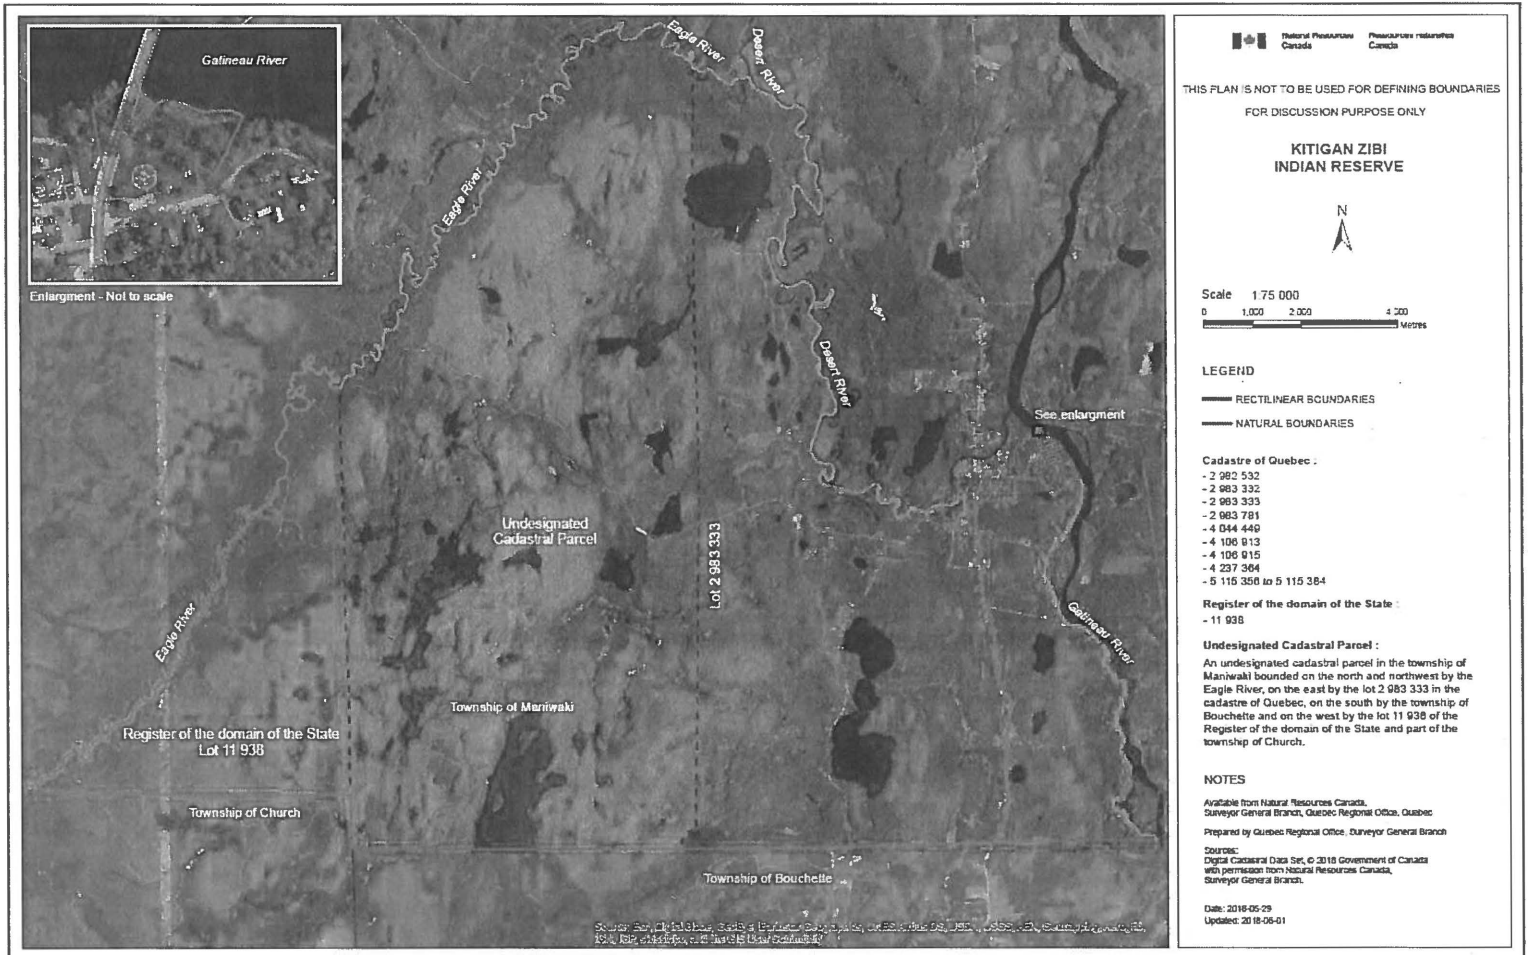 Gatineau River
Enlargment - Not to scale
Eagle River
Desert River
Eagle River
Desert River
See enlargment
Undesignated
Cadastral Parcel
Lot 2 983 333
Eagle River
Gatineau River
Township of Maniwaki
Register of the domain of the State
Lot 11 938
Township of Church
Township of Bouchette
Natural Resources
Canada
Ressources naturelles
Canada
THIS PLAN IS NOT TO BE USED FOR DEFINING BOUNDARIES
FOR DISCUSSION PURPOSE ONLY
KITIGAN ZIBI
INDIAN RESERVE
N
Scale 1:75 000
0 1,000 2 000 4 000
Metres
LEGEND
RECTILINEAR BOUNDARIES
NATURAL BOUNDARIES
Cadastre of Quebec :
- 2 982 532
- 2 983 332
- 2 983 333
- 2 983 781
- 4 044 449
- 4 106 913
- 4 106 915
- 4 237 364
- 5 115 356 to 5 115 384
Register of the domain of the State :
- 11 938
Undesignated Cadastral Parcel :
An undesignated cadastral parcel in the township of
Maniwaki bounded on the north and northwest by the
Eagle River, on the east by the lot 2 983 333 in the
cadastre of Quebec, on the south by the township of
Bouchette and on the west by the lot 11 938 of the
Register of the domain of the State and part of the
township of Church.
NOTES
Available from Natural Resources Canada,
Surveyor General Branch, Quebec Regional Office, Quebec
Prepared by Quebec Regional Office, Surveyor General Branch
Sources:
Digital Cadastral Data Set, © 2018 Government of Canada
with permission from Natural Resources Canada,
Surveyor General Branch.
Date: 2018-05-29
Updated: 2018-06-01